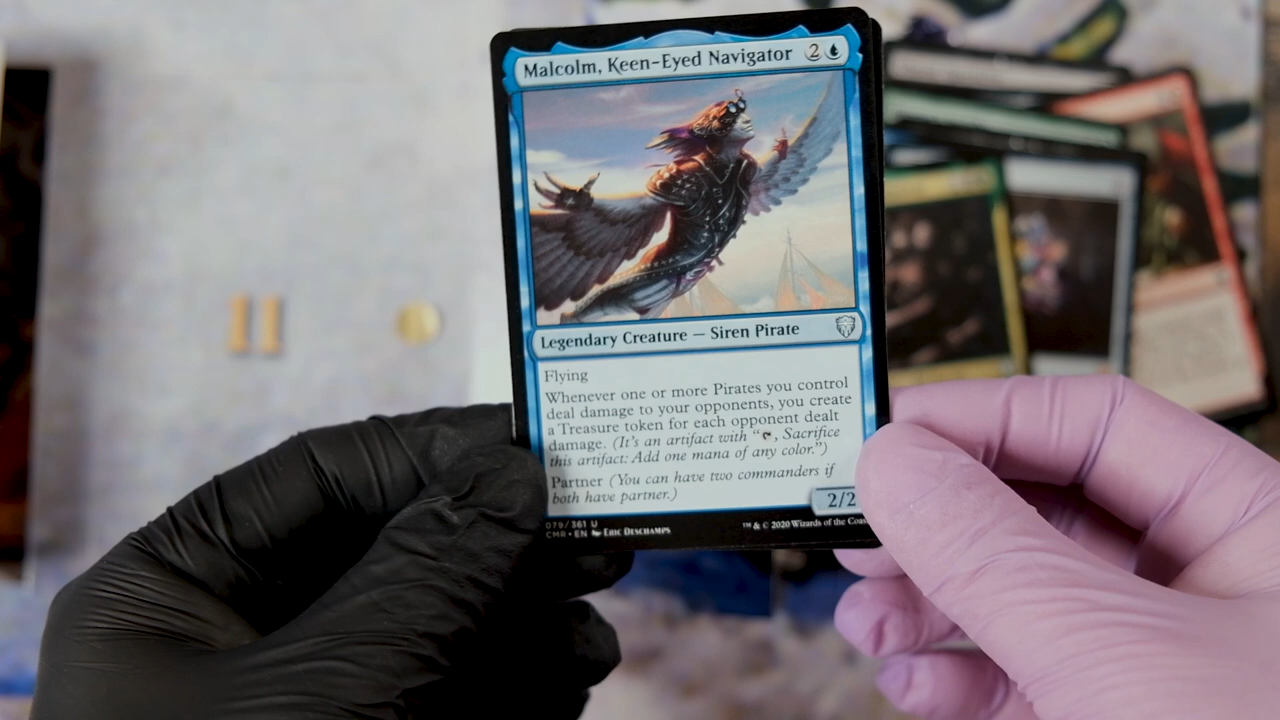 Malcolm, Keen-Eyed Navigator 2
Legendary Creature — Siren Pirate
Flying
Whenever one or more Pirates you control
deal damage to your opponents, you create
a Treasure token for each opponent dealt
damage. (It's an artifact with “, Sacrifice
this artifact: Add one mana of any color.”)
Partner (You can have two commanders if
both have partner.)
2/2
079/361 U
CMR • EN Eric Deschamps
™ & © 2020 Wizards of the Coas